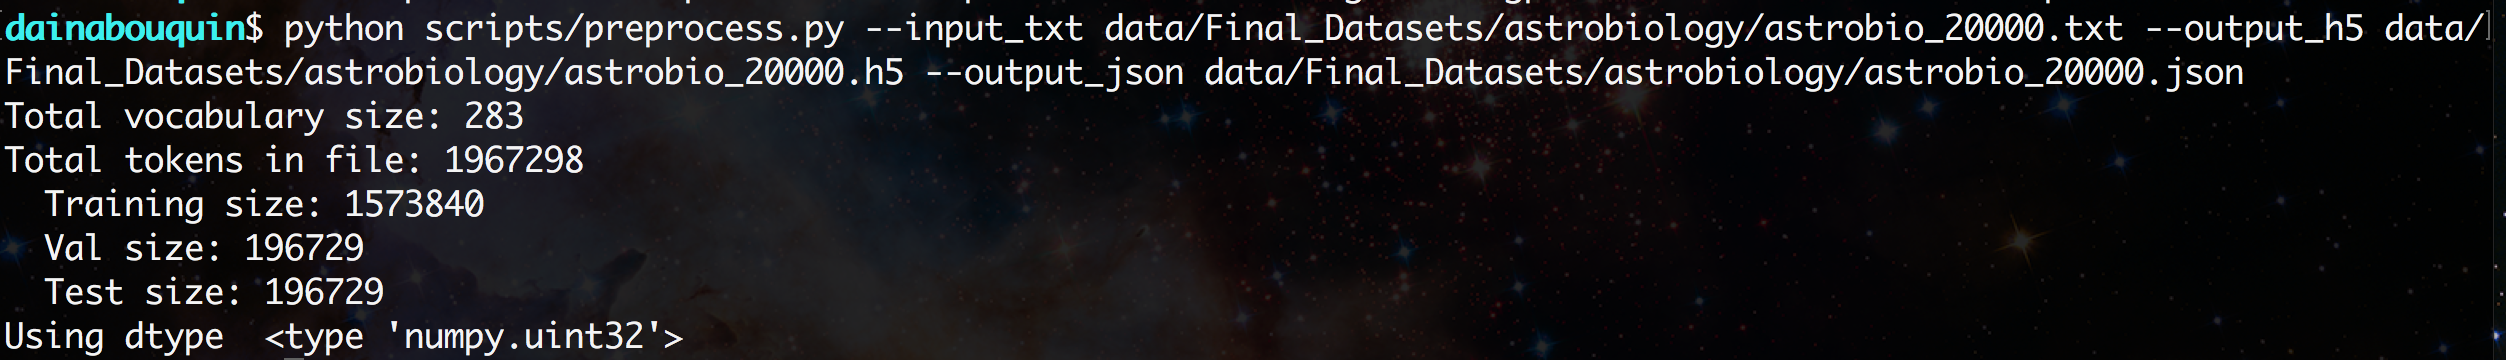 dainabouquin$ python scripts/preprocess.py --input_txt data/Final_Datasets/astrobiology/astrobio_20000.txt --output_h5 data/
Final_Datasets/astrobiology/astrobio_20000.h5 --output_json data/Final_Datasets/astrobiology/astrobio_20000.json
Total vocabulary size: 283
Total tokens in file: 1967298
  Training size: 1573840
  Val size: 196729
  Test size: 196729
Using dtype  <type 'numpy.uint32'>